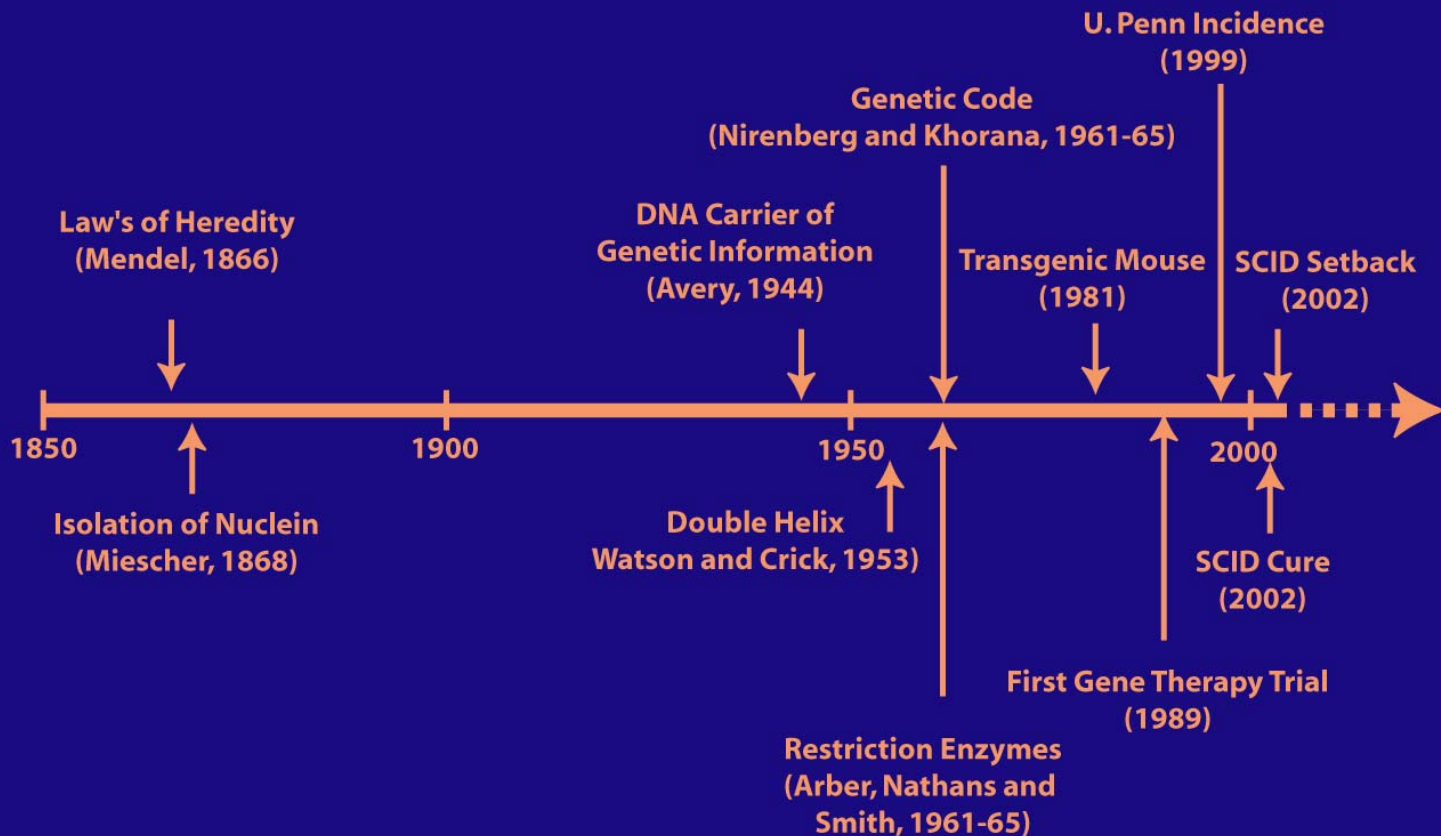 U. Penn Incidence
(1999)
Genetic Code
(Nirenberg and Khorana, 1961-65)
Law's of Heredity
(Mendel, 1866)
DNA Carrier of
Genetic Information
(Avery, 1944)
Transgenic Mouse
(1981)
SCID Setback
(2002)
1850
1900
1950
2000
Isolation of Nuclein
(Miescher, 1868)
Double Helix
Watson and Crick, 1953)
SCID Cure
(2002)
First Gene Therapy Trial
(1989)
Restriction Enzymes
(Arber, Nathans and
Smith, 1961-65)